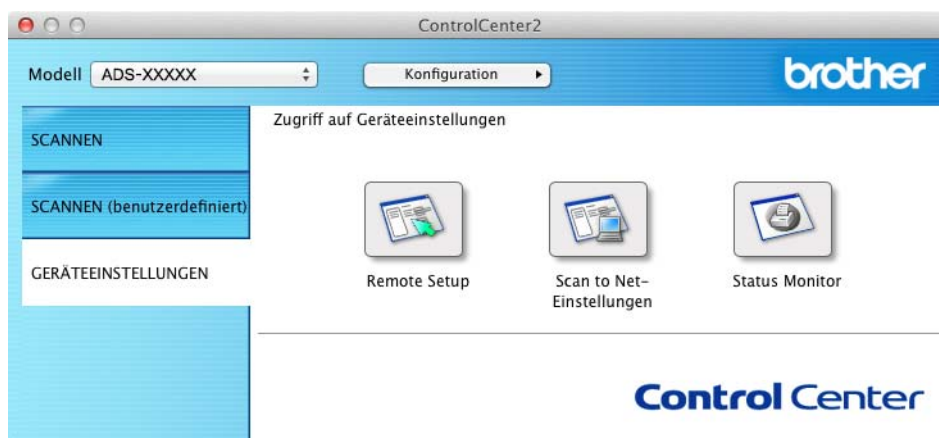 ControlCenter2
Modell ADS-XXXXX Konfiguration brother
SCANNEN
SCANNEN (benutzerdefiniert)
GERÄTEEINSTELLUNGEN
Zugriff auf Geräteeinstellungen
Remote Setup
Scan to Net-
Einstellungen
Status Monitor
Control Center